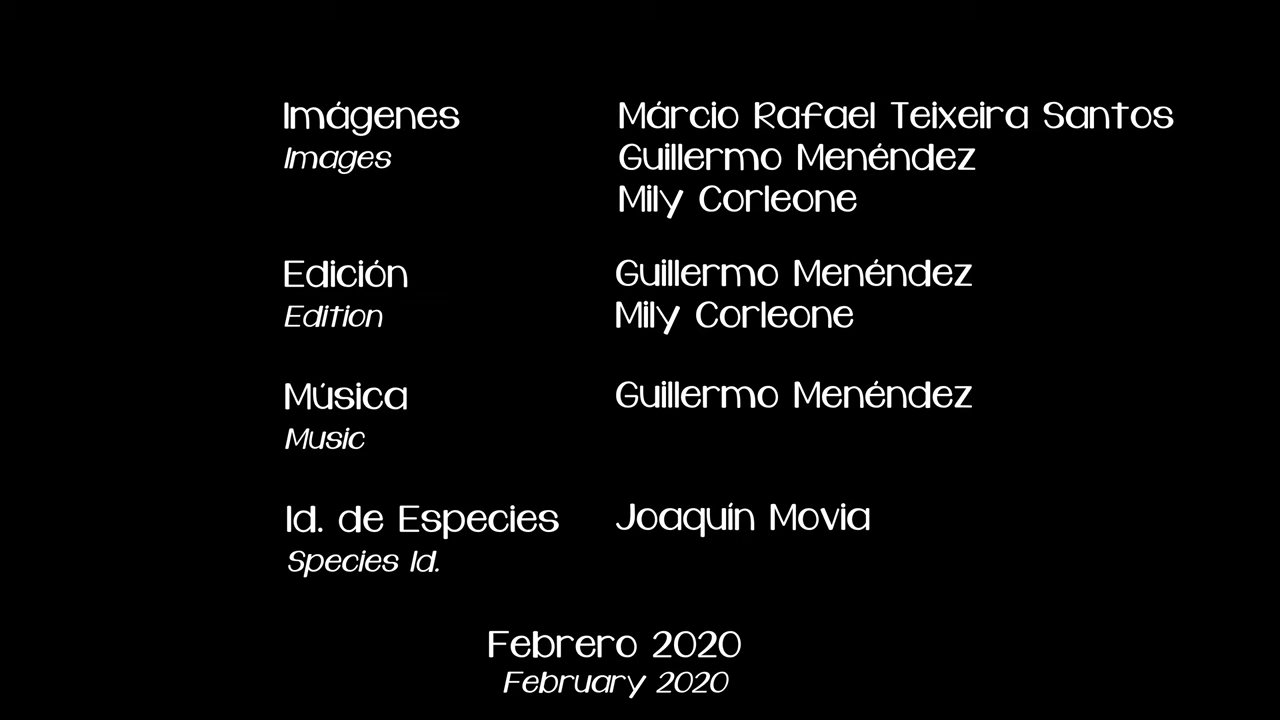 Imágenes Márcio Rafael Teixeira Santos
Images Guillermo Menéndez
Mily Corleone
Edición Guillermo Menéndez
Edition Mily Corleone
Música Guillermo Menéndez
Music
Id. de Especies Joaquín Movia
Species Id.
Febrero 2020
February 2020